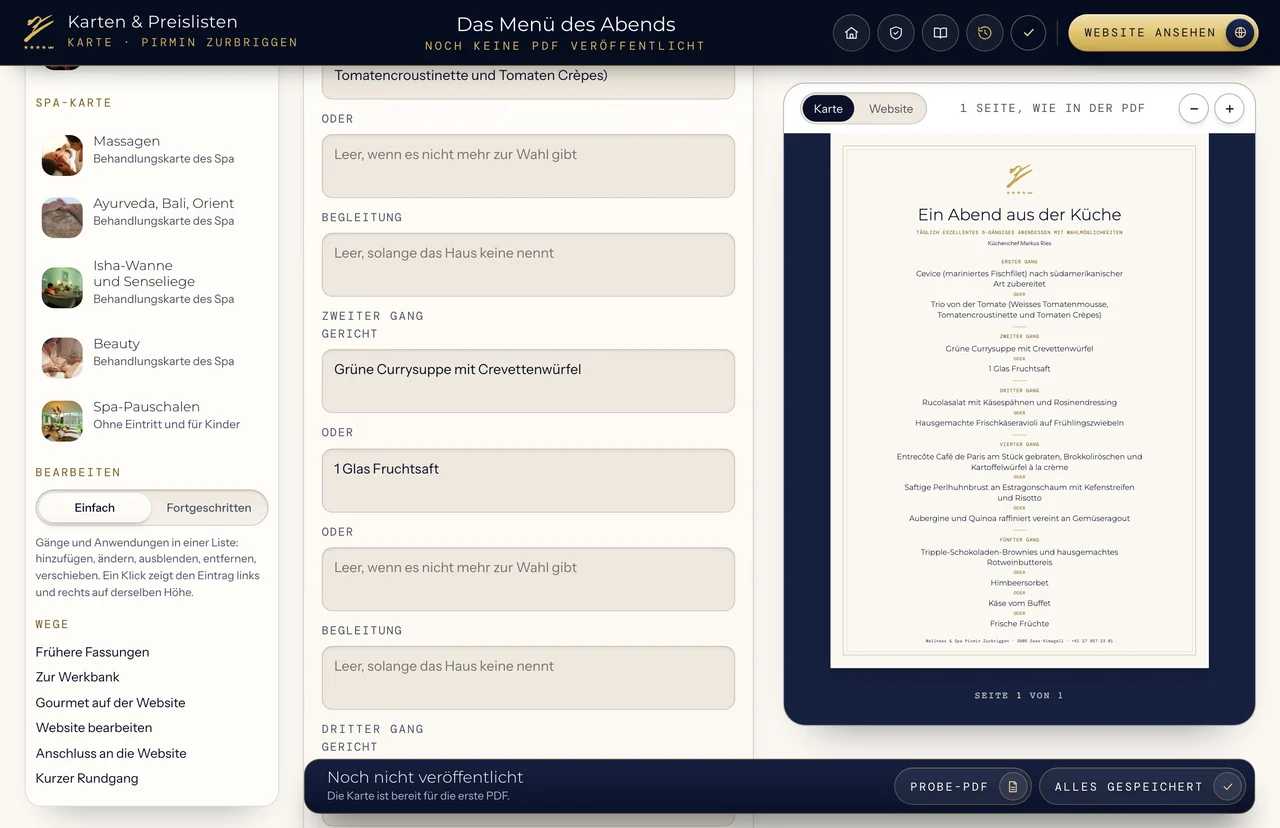 Karten & Preislisten
KARTE · PIRMIN ZURBRIGGEN
Das Menü des Abends
NOCH KEINE PDF VERÖFFENTLICHT
WEBSITE ANSEHEN
SPA-KARTE
Massagen
Behandlungskarte des Spa
Ayurveda, Bali, Orient
Behandlungskarte des Spa
Isha-Wanne
und Senseliege
Behandlungskarte des Spa
Beauty
Behandlungskarte des Spa
Spa-Pauschalen
Ohne Eintritt und für Kinder
BEARBEITEN
Einfach
Fortgeschritten
Gänge und Anwendungen in einer Liste:
hinzufügen, ändern, ausblenden, entfernen,
verschieben. Ein Klick zeigt den Eintrag links
und rechts auf derselben Höhe.
WEGE
Frühere Fassungen
Zur Werkbank
Gourmet auf der Website
Website bearbeiten
Anschluss an die Website
Kurzer Rundgang
Tomatencroustinette und Tomaten Crèpes)
ODER
Leer, wenn es nicht mehr zur Wahl gibt
BEGLEITUNG
Leer, solange das Haus keine nennt
ZWEITER GANG
GERICHT
Grüne Currysuppe mit Crevettenwürfel
ODER
1 Glas Fruchtsaft
ODER
Leer, wenn es nicht mehr zur Wahl gibt
BEGLEITUNG
Leer, solange das Haus keine nennt
DRITTER GANG
GERICHT
Karte
Website
1 SEITE, WIE IN DER PDF
Ein Abend aus der Küche
TÄGLICH EXZELLENTES 5-GÄNGIGES ABENDESSEN MIT WAHLMÖGLICHKEITEN
Küchenchef Markus Ries
ERSTER GANG
Cevice (mariniertes Fischfilet) nach südamerikanischer
Art zubereitet
ODER
Trio von der Tomate (Weisses Tomatenmousse,
Tomatencroustinette und Tomaten Crèpes)
ZWEITER GANG
Grüne Currysuppe mit Crevettenwürfel
ODER
1 Glas Fruchtsaft
DRITTER GANG
Rucolasalat mit Käsespähnen und Rosinendressing
ODER
Hausgemachte Frischkäseravioli auf Frühlingszwiebeln
VIERTER GANG
Entrecôte Café de Paris am Stück gebraten, Brokkoliröschen und
Kartoffelwürfel à la crème
ODER
Saftige Perlhuhnbrust an Estragonschaum mit Kefenstreifen
und Risotto
ODER
Aubergine und Quinoa raffiniert vereint an Gemüseragout
FÜNFTER GANG
Tripple-Schokoladen-Brownies und hausgemachtes
Rotweinbuttereis
ODER
Himbeersorbet
ODER
Käse vom Buffet
ODER
Frische Früchte
Wellness & Spa Pirmin Zurbriggen · 3905 Saas-Almagell · +41 27 957 23 01
SEITE 1 VON 1
Noch nicht veröffentlicht
Die Karte ist bereit für die erste PDF.
PROBE-PDF
ALLES GESPEICHERT